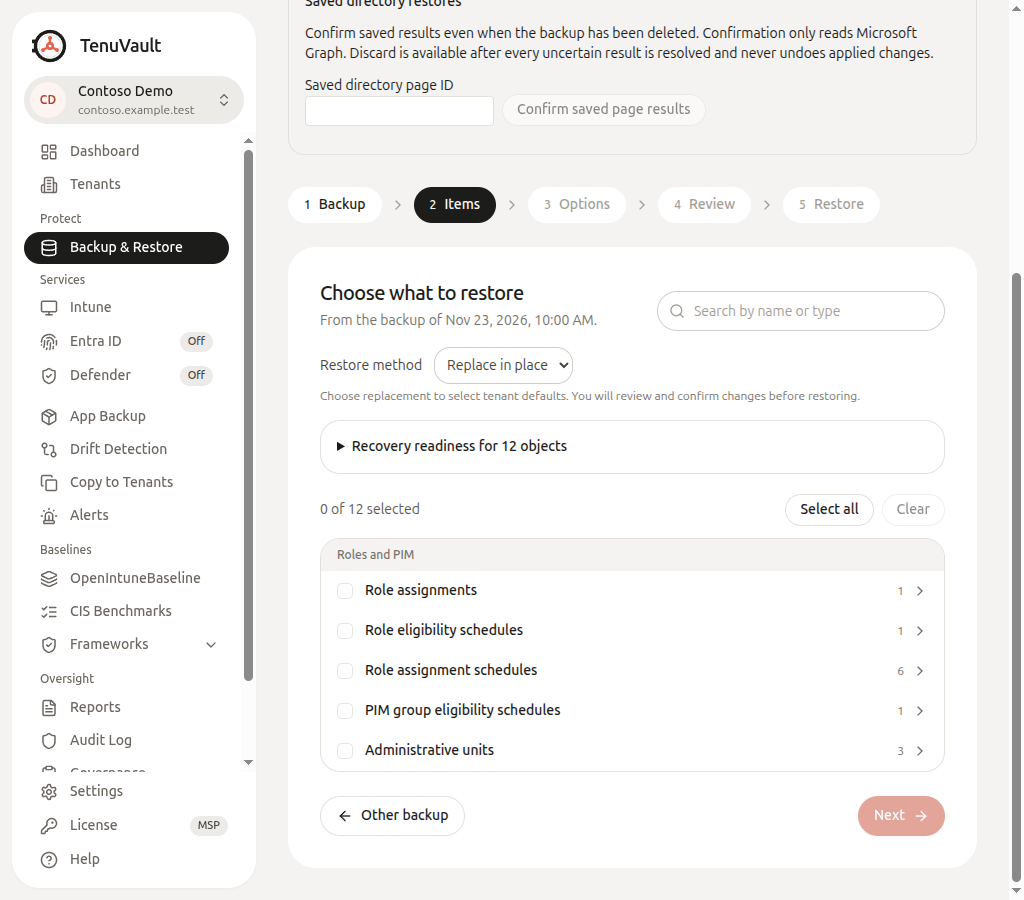 TenuVault
CD
Contoso Demo
contoso.example.test
Dashboard
Tenants
Protect
Backup & Restore
Services
Intune
Entra ID
Off
Defender
Off
App Backup
Drift Detection
Copy to Tenants
Alerts
Baselines
OpenIntuneBaseline
CIS Benchmarks
Frameworks
Oversight
Reports
Audit Log
Governance
Settings
License
MSP
Help
Saved directory restores
Confirm saved results even when the backup has been deleted. Confirmation only reads Microsoft
Graph. Discard is available after every uncertain result is resolved and never undoes applied changes.
Saved directory page ID
Confirm saved page results
1 Backup
2 Items
3 Options
4 Review
5 Restore
Choose what to restore
From the backup of Nov 23, 2026, 10:00 AM.
Search by name or type
Restore method
Replace in place
Choose replacement to select tenant defaults. You will review and confirm changes before restoring.
Recovery readiness for 12 objects
0 of 12 selected
Select all
Clear
Roles and PIM
Role assignments 1
Role eligibility schedules 1
Role assignment schedules 6
PIM group eligibility schedules 1
Administrative units 3
Other backup
Next